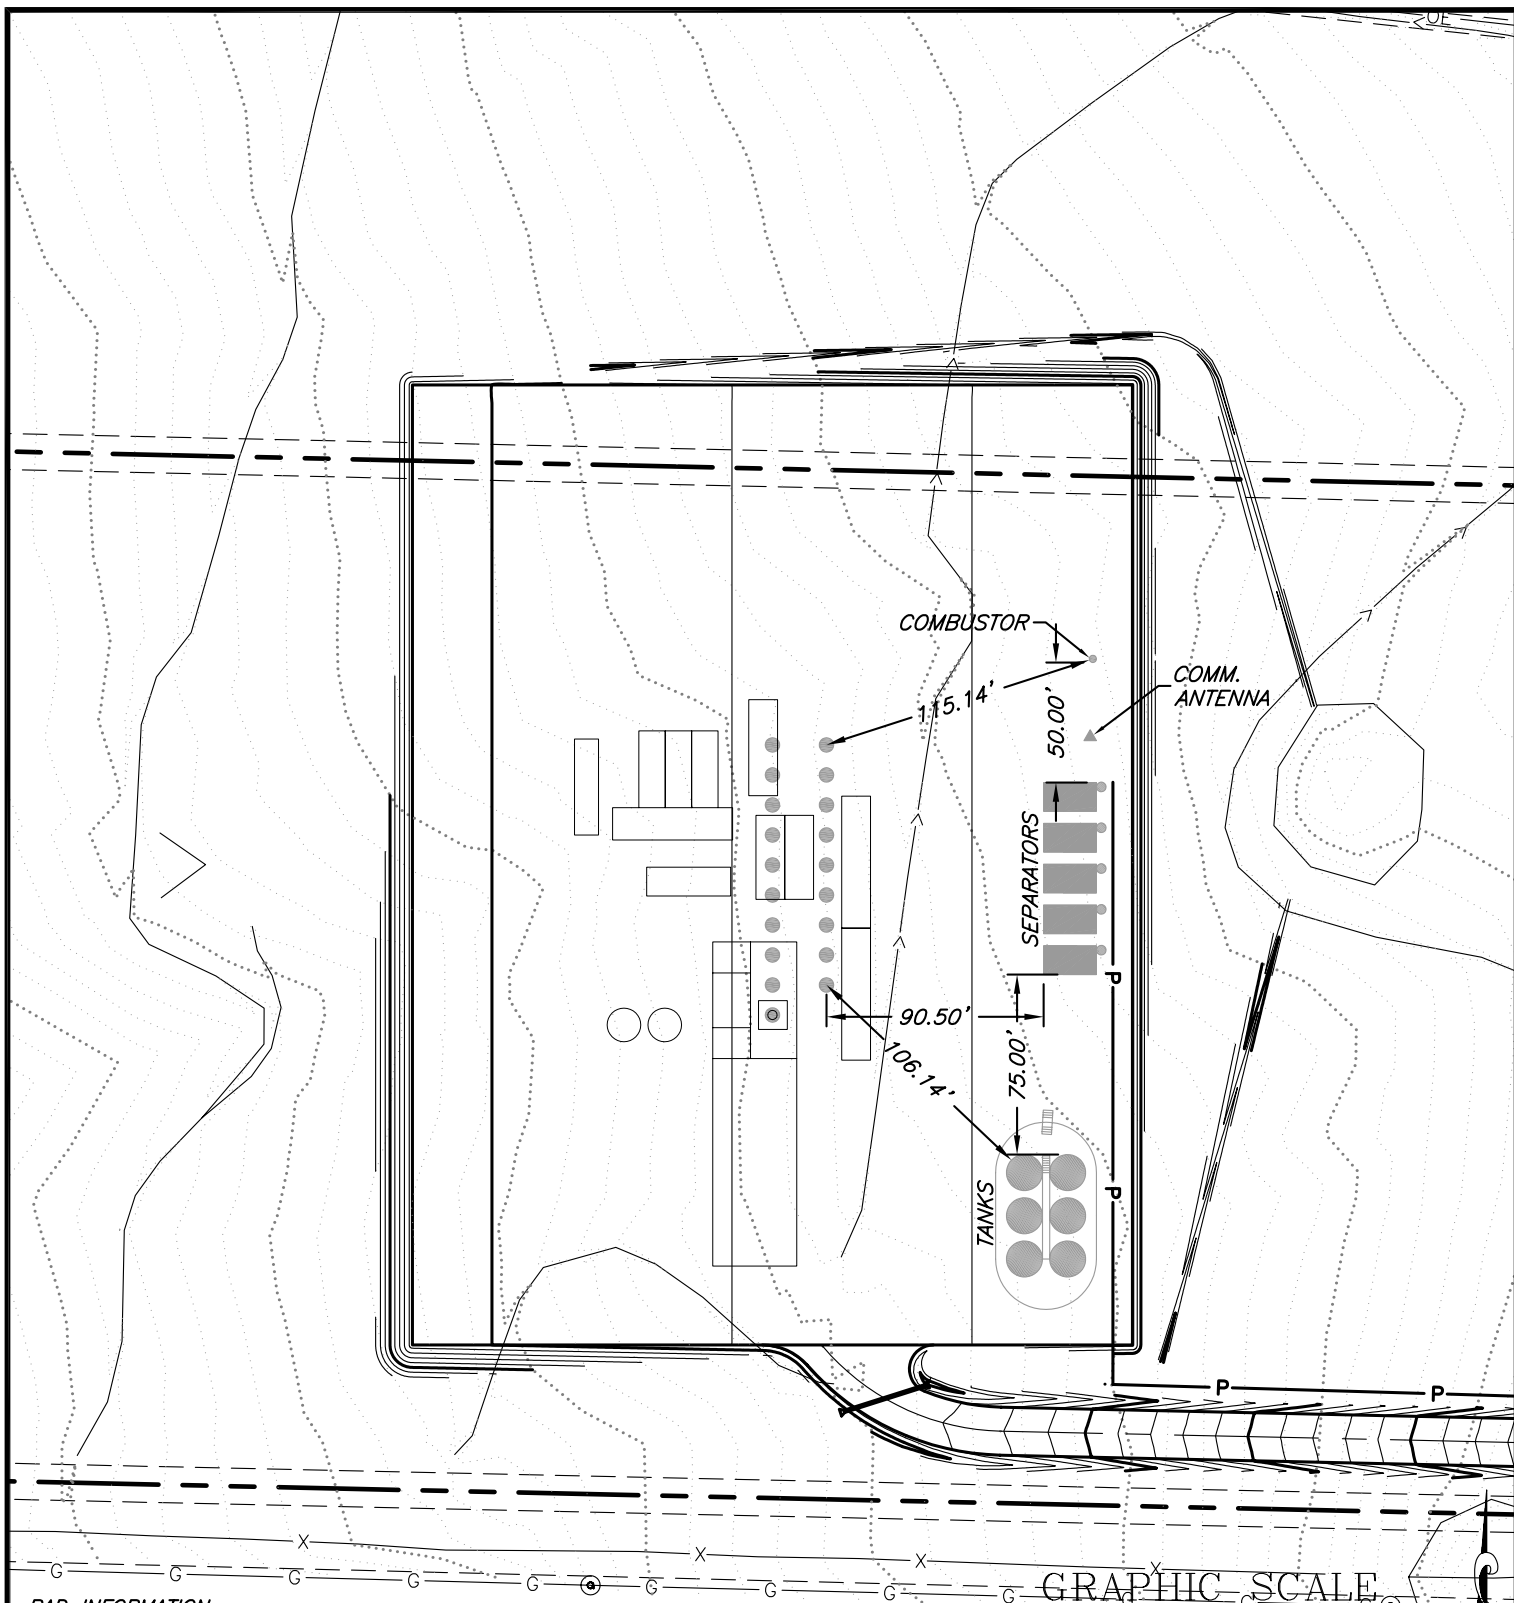 OE
COMBUSTOR
COMM.
ANTENNA
115.14'
50.00'
SEPARATORS
P
90.50'
106.14'
75.00'
TANKS
P
P
P
X
X
X
X
G
G
G
G
G
G
G
G
G
G
G
GRAPHIC SCALE
PAD INFORMATION